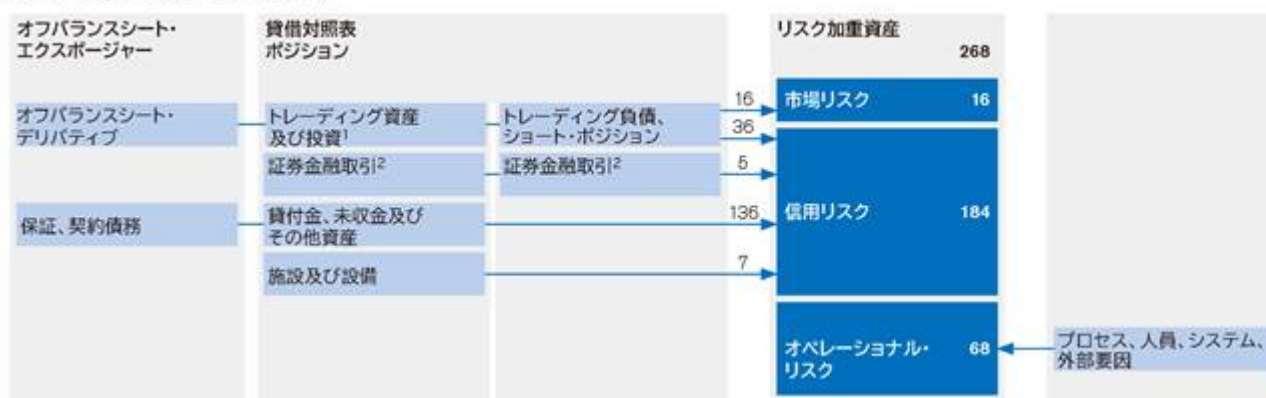 オフバランスシート・
エクスポージャー
貸借対照表
ポジション
リスク加重資産
268
オフバランスシート・
デリバティブ
トレーディング資産
及び投資¹
トレーディング負債、
ショート・ポジション
16
36
市場リスク 16
証券金融取引²
証券金融取引²
5
保証、契約債務
貸付金、未収金及び
その他資産
136
信用リスク 184
施設及び設備
7
オペレーショナル・
リスク
68
プロセス、人員、システム、
外部要因